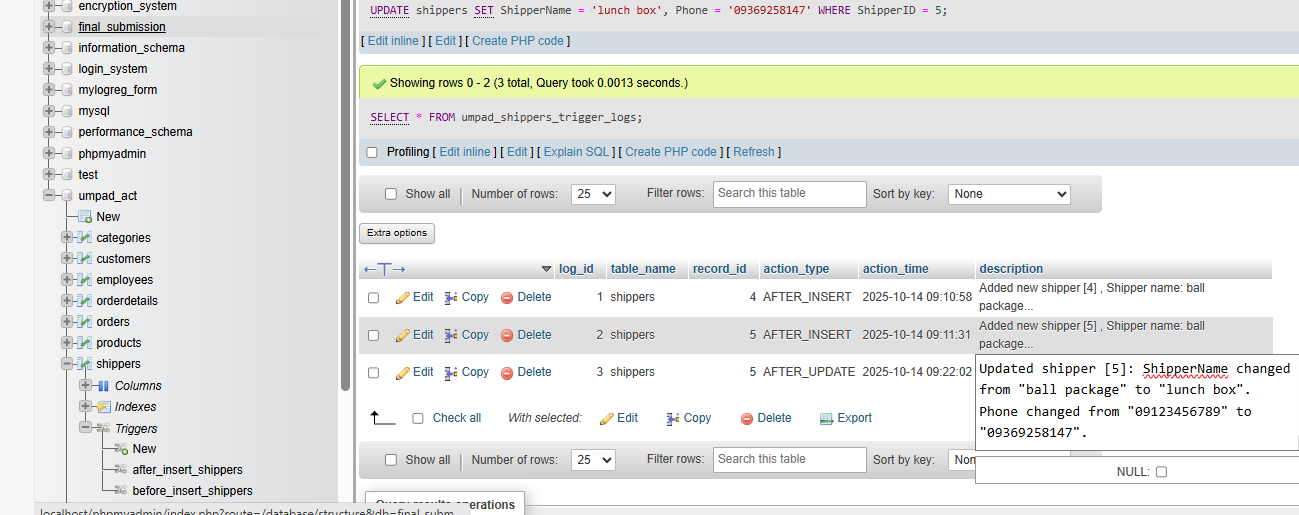 encryption_system
final_submission
information_schema
login_system
mylogreg_form
mysql
performance_schema
phpmyadmin
test
umpad_act
New
categories
customers
employees
orderdetails
orders
products
shippers
Columns
Indexes
Triggers
New
after_insert_shippers
before_insert_shippers
localhost/phpmyadmin/index.php?route=/database/structure&db=final_subm...
UPDATE shippers SET ShipperName = 'lunch box', Phone = '09369258147' WHERE ShipperID = 5;
[ Edit inline ] [ Edit ] [ Create PHP code ]
Showing rows 0 - 2 (3 total, Query took 0.0013 seconds.)
SELECT * FROM umpad_shippers_trigger_logs;
Profiling [ Edit inline ] [ Edit ] [ Explain SQL ] [ Create PHP code ] [ Refresh ]
Show all | Number of rows: 25 Filter rows: Search this table Sort by key: None
Extra options
←T→ log_id table_name record_id action_type action_time description
Edit Copy Delete 1 shippers 4 AFTER_INSERT 2025-10-14 09:10:58 Added new shipper [4] , Shipper name: ball
package...
Edit Copy Delete 2 shippers 5 AFTER_INSERT 2025-10-14 09:11:31 Added new shipper [5] , Shipper name: ball
package...
Edit Copy Delete 3 shippers 5 AFTER_UPDATE 2025-10-14 09:22:02
Updated shipper [5]: ShipperName changed
from "ball package" to "lunch box".
Phone changed from "09123456789" to
"09369258147".
NULL:
Check all With selected: Edit Copy Delete Export
Show all | Number of rows: 25 Filter rows: Search this table Sort by key: Non
Query results operations